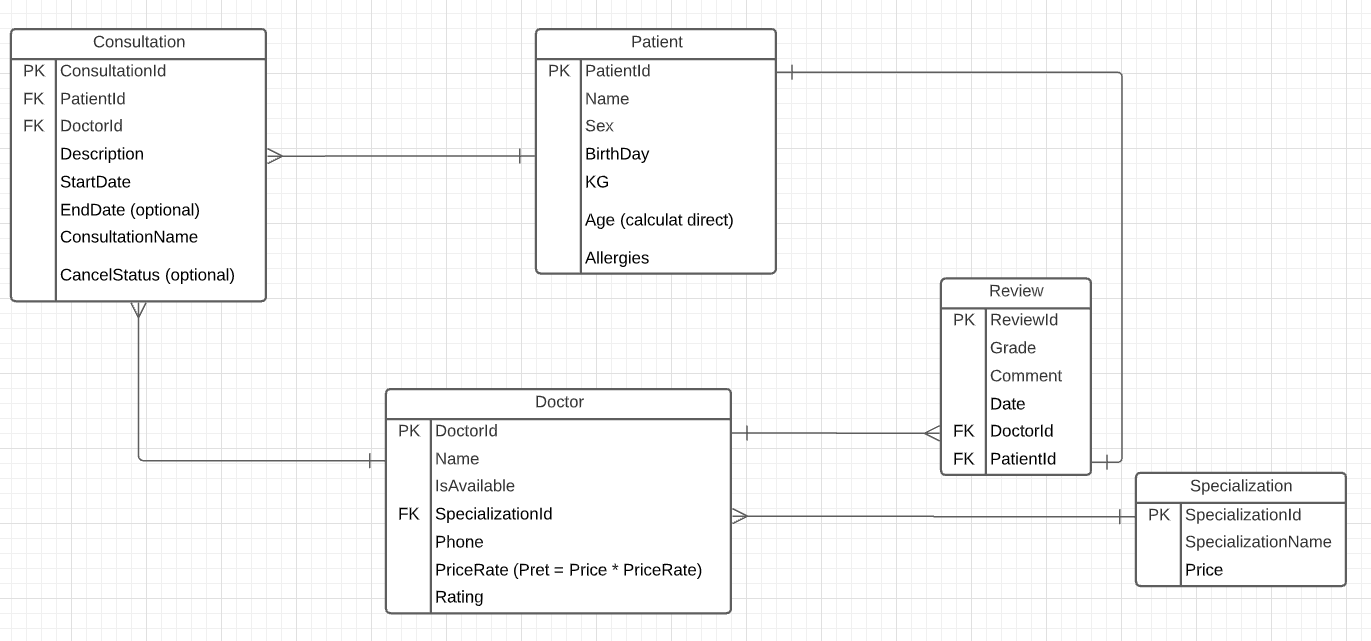 Consultation
PK ConsultationId
FK PatientId
FK DoctorId
Description
StartDate
EndDate (optional)
ConsultationName
CancelStatus (optional)
Patient
PK PatientId
Name
Sex
BirthDay
KG
Age (calculat direct)
Allergies
Review
PK ReviewId
Grade
Comment
Date
FK DoctorId
FK PatientId
Doctor
PK DoctorId
Name
IsAvailable
FK SpecializationId
Phone
PriceRate (Pret = Price * PriceRate)
Rating
Specialization
PK SpecializationId
SpecializationName
Price